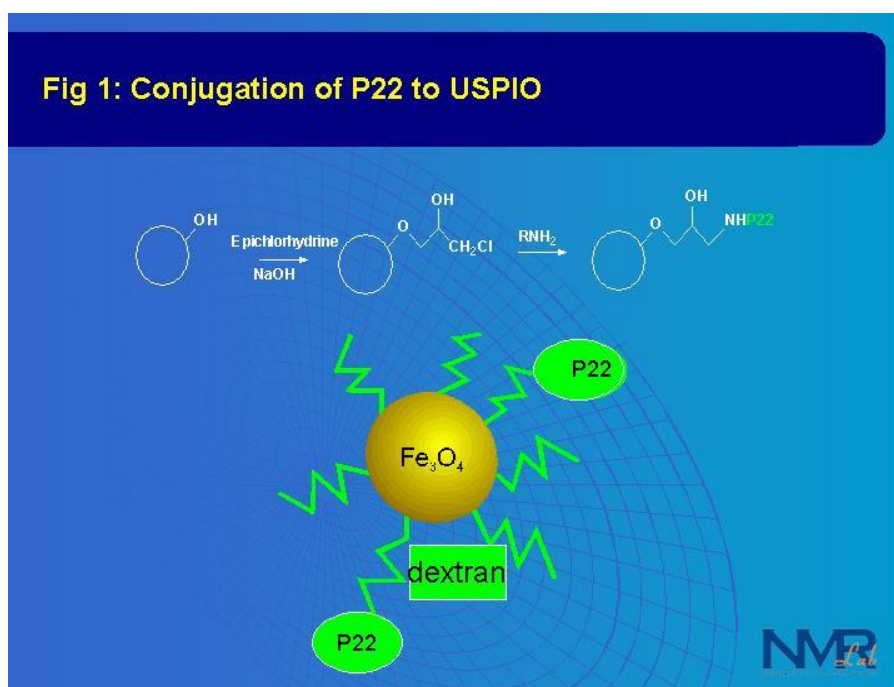 Fig 1: Conjugation of P22 to USPIO
OH
Epichlorhydrine
NaOH
O
OH
CH₂Cl
RNH₂
O
OH
NHP22
P22
Fe₃O₄
dextran
P22
NMR
Lab